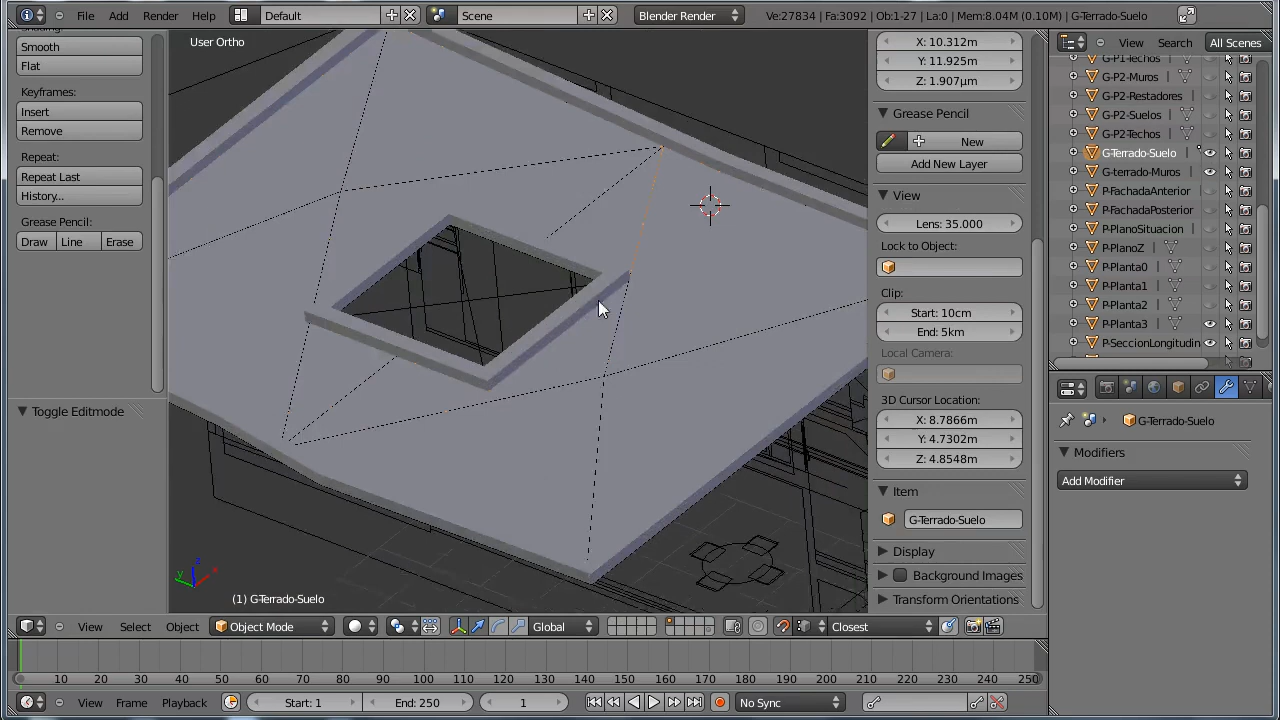 File
Add
Render
Window
Help
Default
Scene
Blender Render
Ve:27834 | Fa:3092 | Ob:1-27 | La:0 | Mem:8.04M (0.10M) | G-Terrado-Suelo
Smooth
Flat
Keyframes:
Insert
Remove
Repeat:
Repeat Last
History...
Grease Pencil:
Draw
Line
Erase
Toggle Editmode
User Ortho
(1) G-Terrado-Suelo
X: 10.312m
Y: 11.925m
Z: 1.907µm
Grease Pencil
New
Add New Layer
View
Lens: 35.000
Lock to Object:
Clip:
Start: 10cm
End: 5km
Local Camera:
3D Cursor Location:
X: 8.7866m
Y: 4.7302m
Z: 4.8548m
Item
G-Terrado-Suelo
Display
Background Images
Transform Orientations
View
Search
All Scenes
G-P1-Techos
G-P2-Muros
G-P2-Restadores
G-P2-Suelos
G-P2-Techos
G-Terrado-Suelo
G-terrado-Muros
P-FachadaAnterior
P-FachadaPosterior
P-PlanoSituacion
P-PlanoZ
P-Planta0
P-Planta1
P-Planta2
P-Planta3
P-SeccionLongitudin
G-Terrado-Suelo
Modifiers
Add Modifier
View
Select
Object
Object Mode
Global
Closest
10 20 30 40 50 60 70 80 90 100 110 120 130 140 150 160 170 180 190 200 210 220 230 240 250
View
Frame
Playback
Start: 1
End: 250
1
No Sync